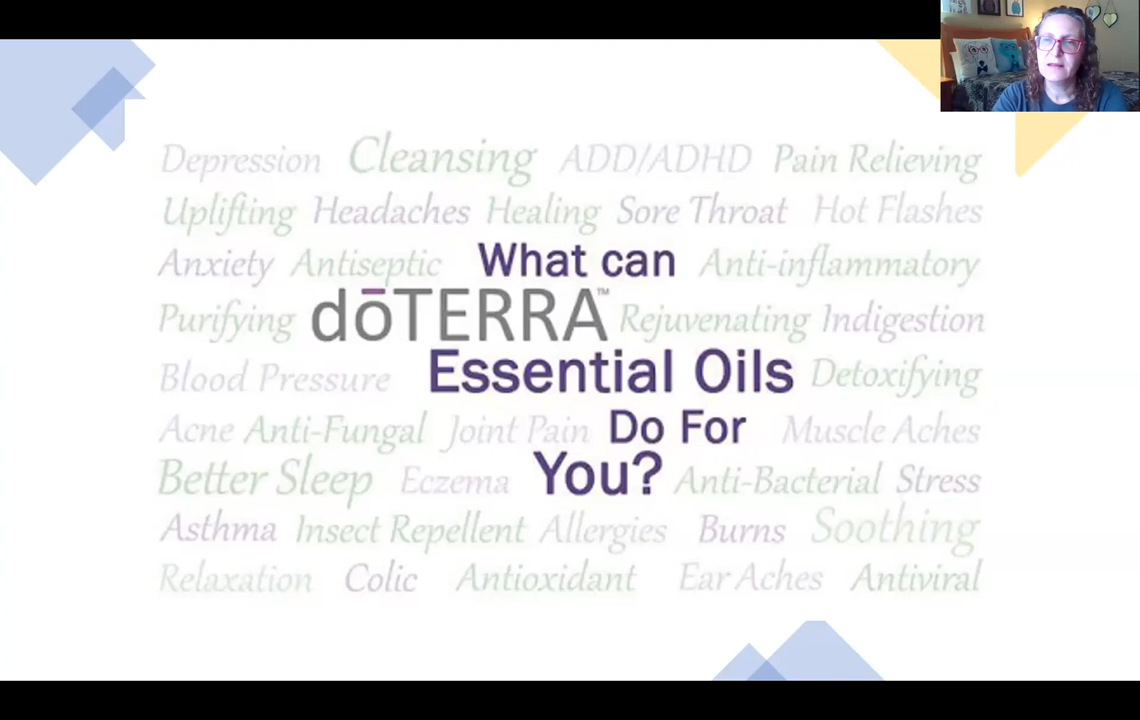 Depression Cleansing ADD/ADHD Pain Relieving
Uplifting Headaches Healing Sore Throat Hot Flashes
Anxiety Antiseptic What can Anti-inflammatory
Purifying dōTERRA™ Rejuvenating Indigestion
Blood Pressure Essential Oils Detoxifying
Acne Anti-Fungal Joint Pain Do For Muscle Aches
Better Sleep Eczema You? Anti-Bacterial Stress
Asthma Insect Repellent Allergies Burns Soothing
Relaxation Colic Antioxidant Ear Aches Antiviral